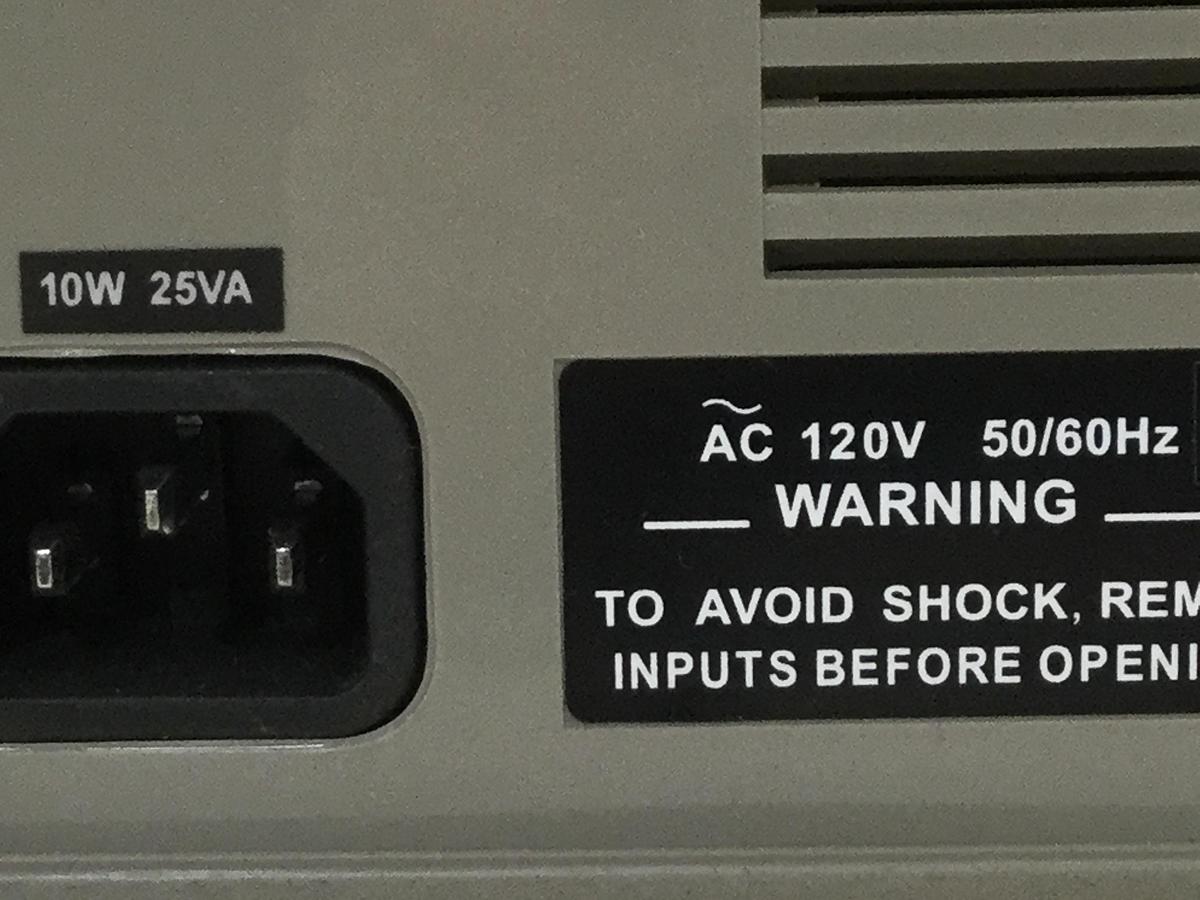 10W 25VA
AC 120V 50/60Hz
WARNING
TO AVOID SHOCK,
INPUTS BEFORE